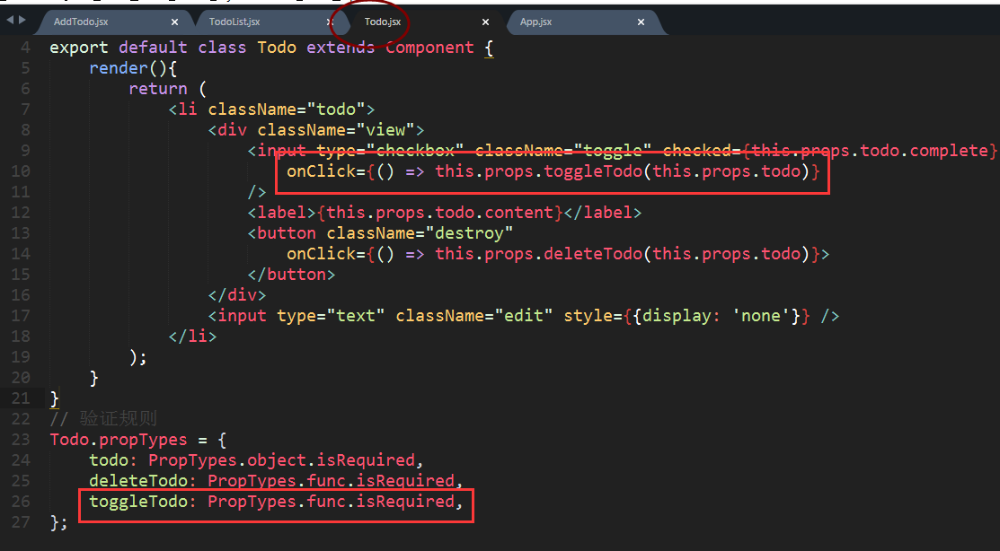 AddTodo.jsx × TodoList.jsx × Todo.jsx × App.jsx ×
4 export default class Todo extends Component {
5 render(){
6 return (
7 <li className="todo">
8 <div className="view">
9 <input type="checkbox" className="toggle" checked={this.props.todo.complete}
10 onClick={() => this.props.toggleTodo(this.props.todo)}
11 />
12 <label>{this.props.todo.content}</label>
13 <button className="destroy"
14 onClick={() => this.props.deleteTodo(this.props.todo)}>
15 </button>
16 </div>
17 <input type="text" className="edit" style={{display: 'none'}} />
18 </li>
19 );
20 }
21 }
22 // 验证规则
23 Todo.propTypes = {
24 todo: PropTypes.object.isRequired,
25 deleteTodo: PropTypes.func.isRequired,
26 toggleTodo: PropTypes.func.isRequired,
27 };